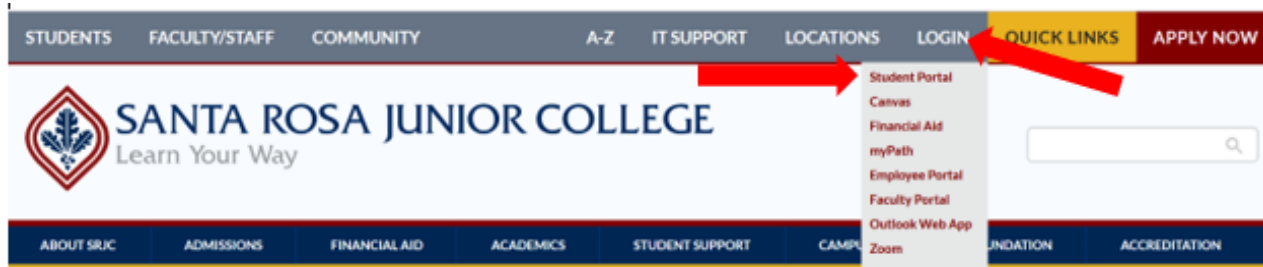 STUDENTS FACULTY/STAFF COMMUNITY A-Z IT SUPPORT LOCATIONS LOGIN QUICK LINKS APPLY NOW
Student Portal
Canvas
Financial Aid
myPath
Employee Portal
Faculty Portal
Outlook Web App
Zoom
SANTA ROSA JUNIOR COLLEGE
Learn Your Way
ABOUT SRJC ADMISSIONS FINANCIAL AID ACADEMICS STUDENT SUPPORT ACCREDITATION